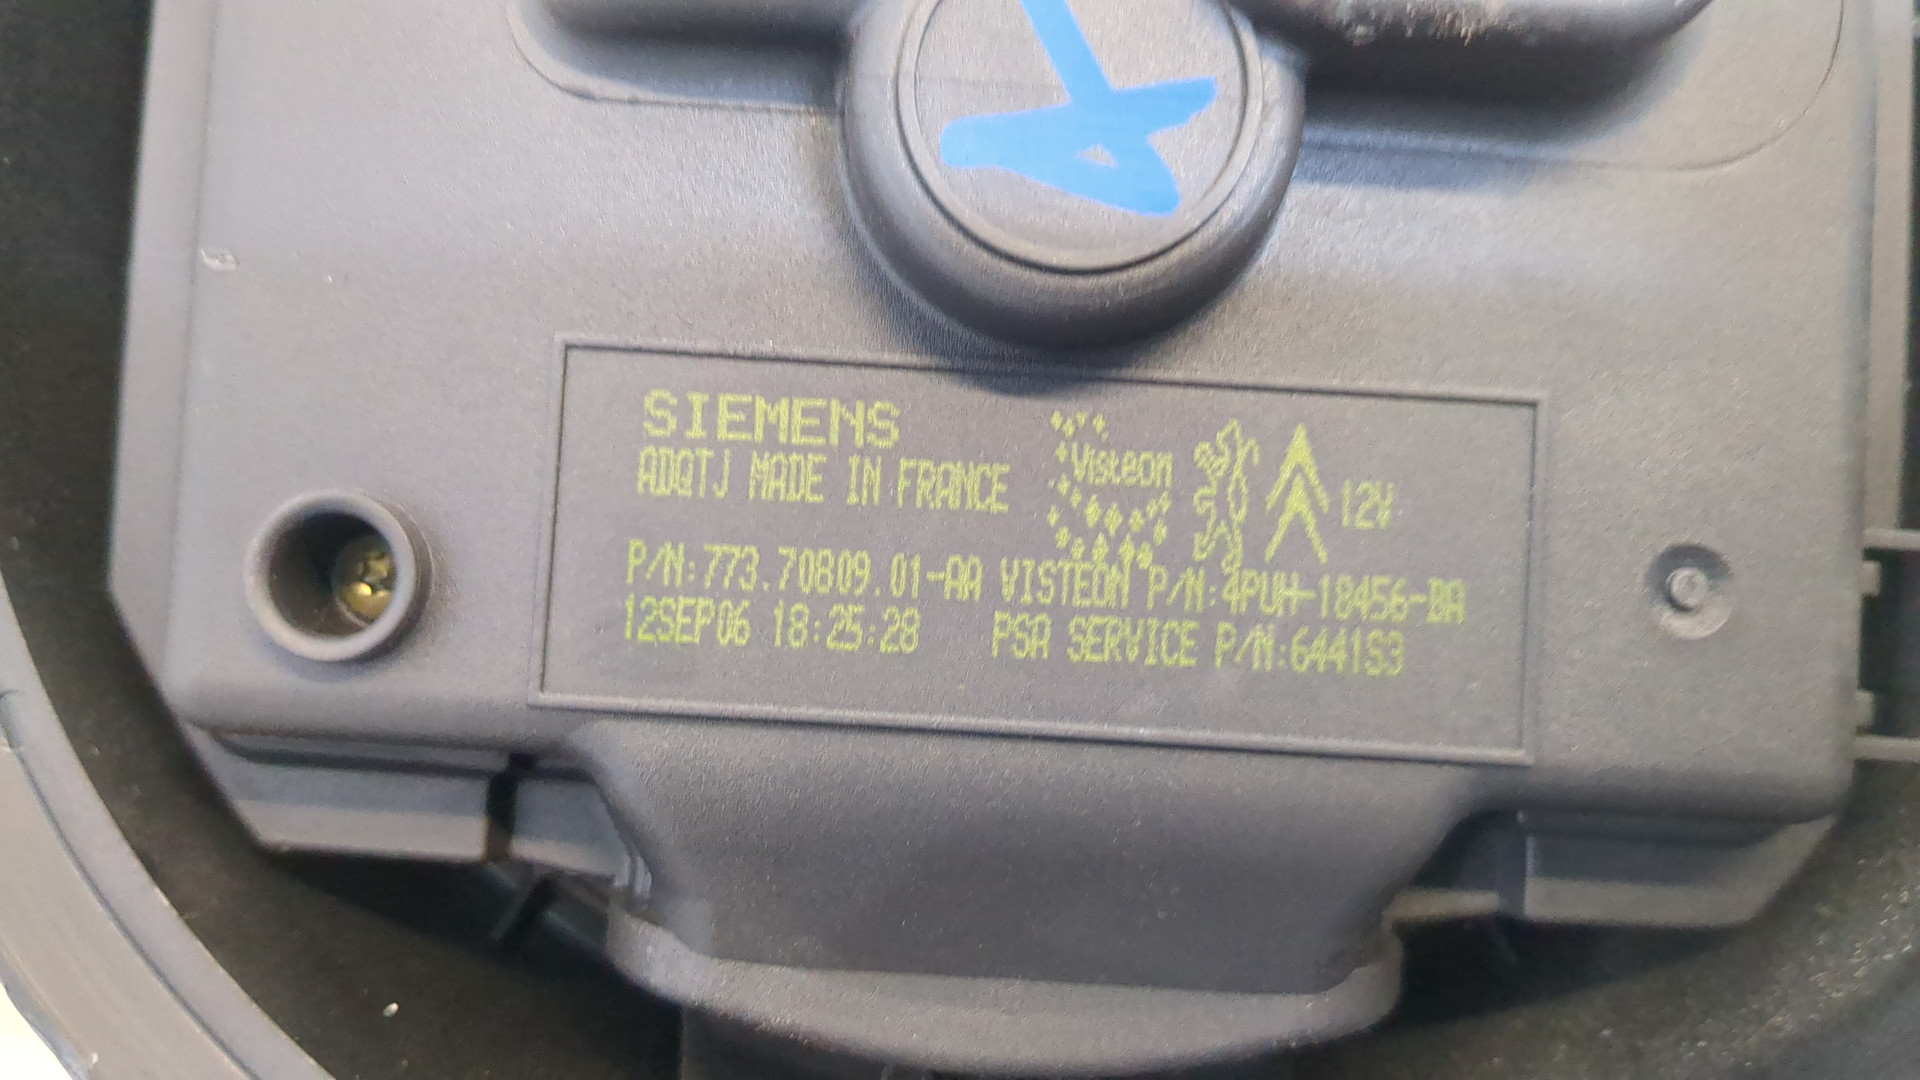 SIEMENS
ADQTJ MADE IN FRANCE
Visteon
12V
P/N:773.70809.01-AA VISTEON P/N:4PUH-18456-BA
12SEP06 18:25:28 PSA SERVICE P/N:6441S3